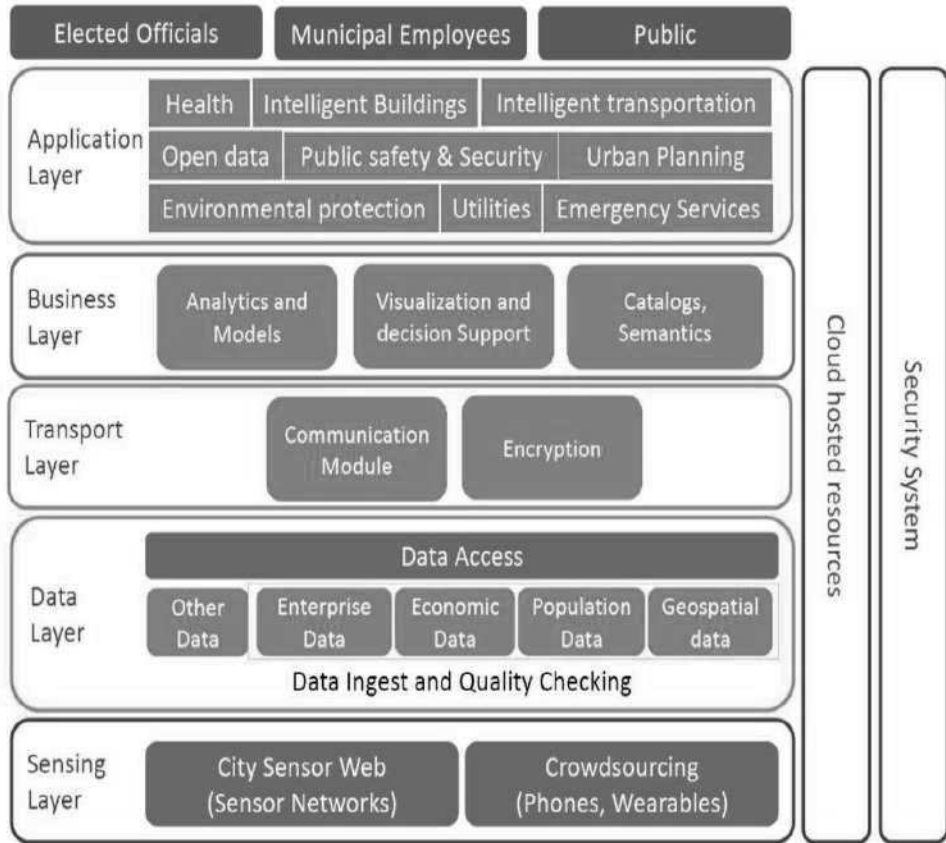 Elected Officials
Municipal Employees
Public
Application
Layer
Health
Intelligent Buildings
Intelligent transportation
Open data
Public safety & Security
Urban Planning
Environmental protection
Utilities
Emergency Services
Business
Layer
Analytics and
Models
Visualization and
decision Support
Catalogs,
Semantics
Transport
Layer
Communication
Module
Encryption
Data
Layer
Data Access
Other
Data
Enterprise
Data
Economic
Data
Population
Data
Geospatial
data
Data Ingest and Quality Checking
Sensing
Layer
City Sensor Web
(Sensor Networks)
Crowdsourcing
(Phones, Wearables)
Cloud hosted resources
Security System